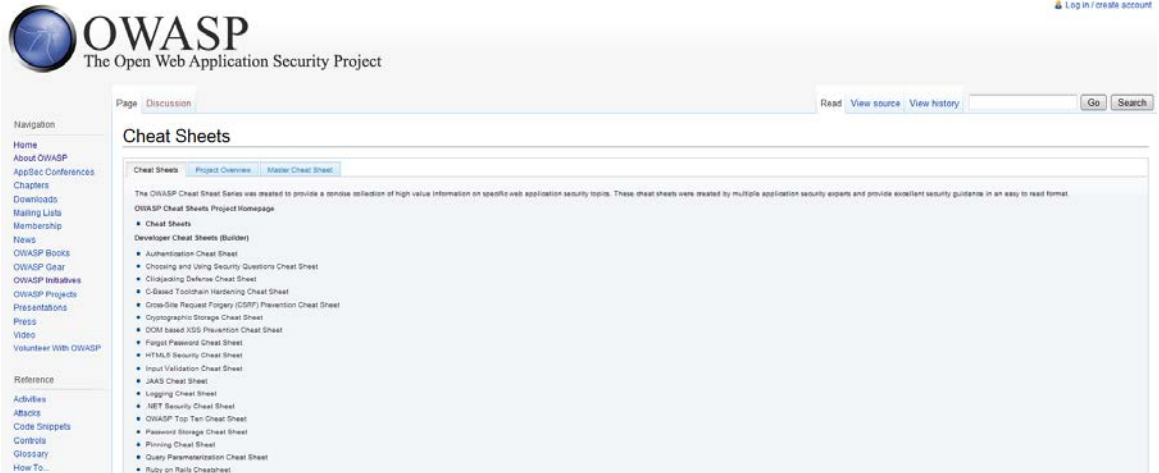 Log in / create account
OWASP
The Open Web Application Security Project
Page Discussion
Read View source View history Go Search
Navigation
Home
About OWASP
AppSec Conferences
Chapters
Downloads
Mailing Lists
Membership
News
OWASP Books
OWASP Gear
OWASP Initiatives
OWASP Projects
Presentations
Press
Video
Volunteer With OWASP
Reference
Activities
Attacks
Code Snippets
Controls
Glossary
How To...
Cheat Sheets
Cheat Sheets Project Overview Master Cheat Sheet
The OWASP Cheat Sheet Series was created to provide a concise collection of high value information on specific web application security topics. These cheat sheets were created by multiple application security experts and provide excellent security guidance in an easy to read format.
OWASP Cheat Sheets Project Homepage
Cheat Sheets
Developer Cheat Sheets (Builder)
Authentication Cheat Sheet
Choosing and Using Security Questions Cheat Sheet
Clickjacking Defense Cheat Sheet
C-Based Toolchain Hardening Cheat Sheet
Cross-Site Request Forgery (CSRF) Prevention Cheat Sheet
Cryptographic Storage Cheat Sheet
DOM based XSS Prevention Cheat Sheet
Forgot Password Cheat Sheet
HTML5 Security Cheat Sheet
Input Validation Cheat Sheet
JAAS Cheat Sheet
Logging Cheat Sheet
.NET Security Cheat Sheet
OWASP Top Ten Cheat Sheet
Password Storage Cheat Sheet
Pinning Cheat Sheet
Query Parameterization Cheat Sheet
Ruby on Rails Cheatsheet